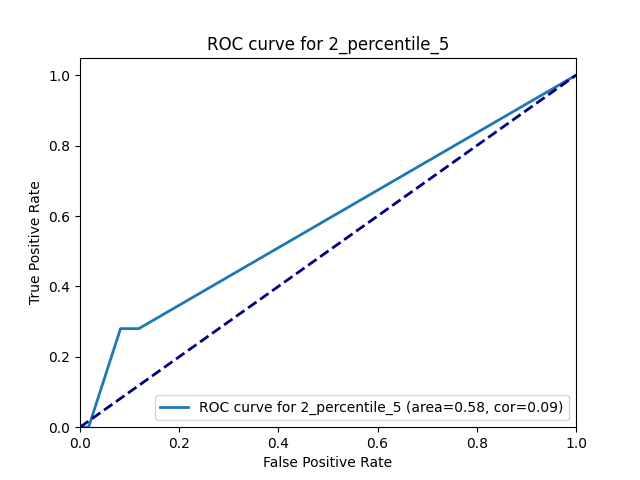 ROC curve for 2_percentile_5
True Positive Rate
1.0
0.8
0.6
0.4
0.2
0.0
ROC curve for 2_percentile_5 (area=0.58, cor=0.09)
0.0 0.2 0.4 0.6 0.8 1.0
False Positive Rate